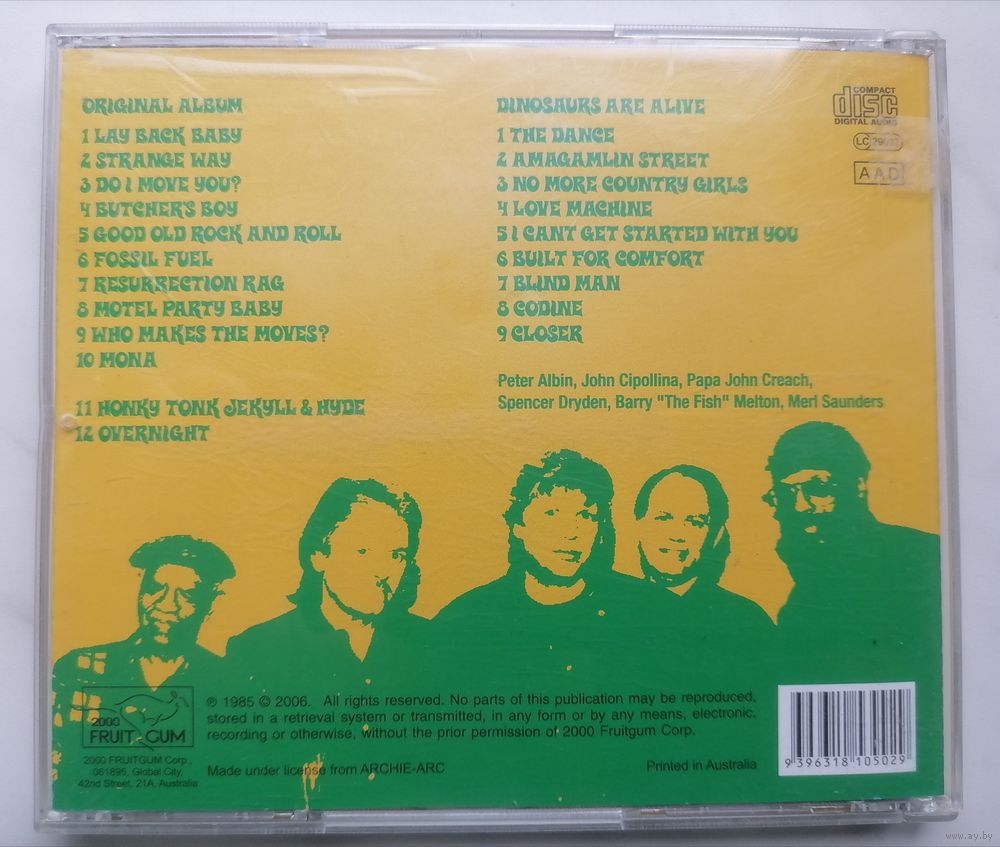 ORIGINAL ALBUM
1 LAY BACK BABY
2 STRANGE WAY
3 DO I MOVE YOU?
4 BUTCHER'S BOY
5 GOOD OLD ROCK AND ROLL
6 FOSSIL FUEL
7 RESURRECTION RAG
8 MOTEL PARTY BABY
9 WHO MAKES THE MOVES?
10 MONA
11 HONKY TONK JEKYLL & HYDE
12 OVERNIGHT
DINOSAURS ARE ALIVE
1 THE DANCE
2 AMAGAMLIN STREET
3 NO MORE COUNTRY GIRLS
4 LOVE MACHINE
5 I CANT GET STARTED WITH YOU
6 BUILT FOR COMFORT
7 BLIND MAN
8 CODINE
9 CLOSER
Peter Albin, John Cipollina, Papa John Creach,
Spencer Dryden, Barry "The Fish" Melton, Merl Saunders
COMPACT
disc
DIGITAL AUDIO
LC
AAD
2000
FRUIT GUM
2000 FRUITGUM Corp.,
061895, Global City,
42nd Street, 21A, Australia
℗ 1985 © 2006. All rights reserved. No parts of this publication may be reproduced,
stored in a retrieval system or transmitted, in any form or by any means, electronic,
recording or otherwise, without the prior permission of 2000 Fruitgum Corp.
Made under license from ARCHIE-ARC
Printed in Australia
9 396318 105029
www.ay.by